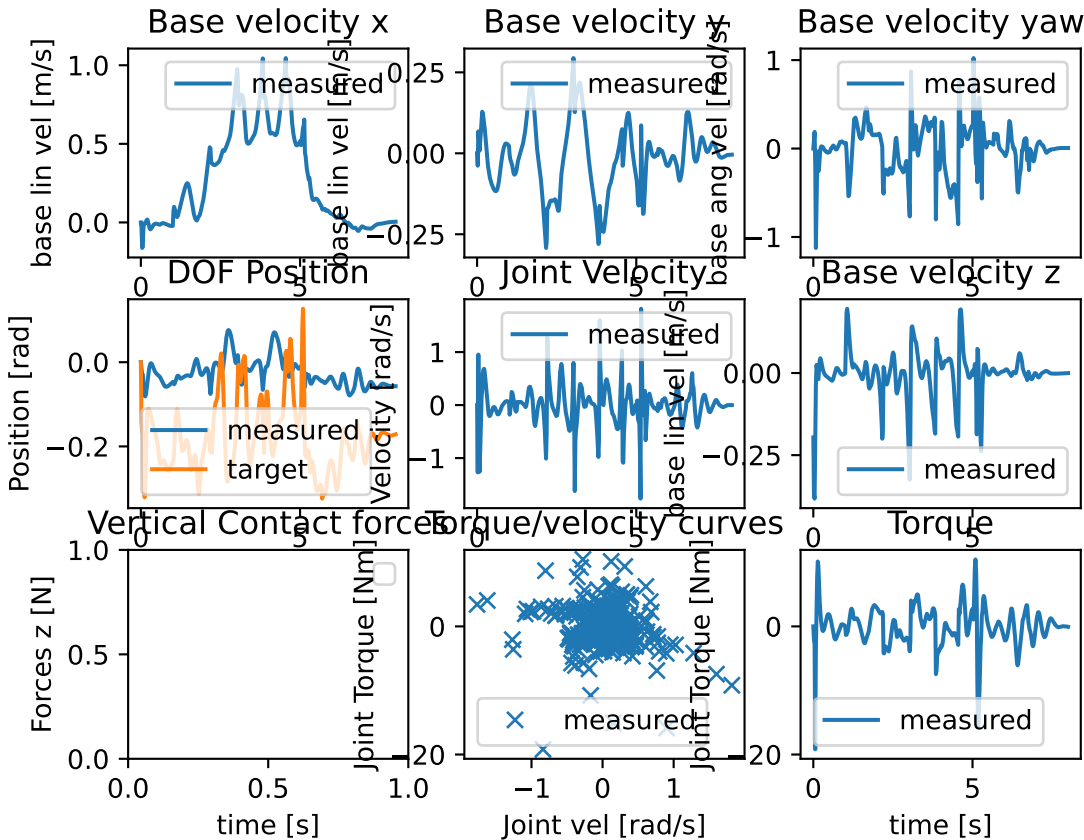 Base velocity x
Base velocity y
Base velocity yaw
base lin vel [m/s]
1.0
0.5
0.0
measured
0
5
base lin vel [m/s]
0.25
0.00
−0.25
measured
0
5
base ang vel [rad/s]
1
0
−1
measured
0
5
DOF Position
Joint Velocity
Base velocity z
Position [rad]
0.0
−0.2
measured
target
0
5
Velocity [rad/s]
1
0
−1
measured
0
5
base lin vel [m/s]
0.00
−0.25
measured
0
5
Vertical Contact forces
Torque/velocity curves
Torque
Forces z [N]
1.0
0.5
0.0
0.0
0.5
1.0
time [s]
Joint Torque [Nm]
0
−20
measured
−1
0
1
Joint vel [rad/s]
Joint Torque [Nm]
0
−20
measured
0
5
time [s]